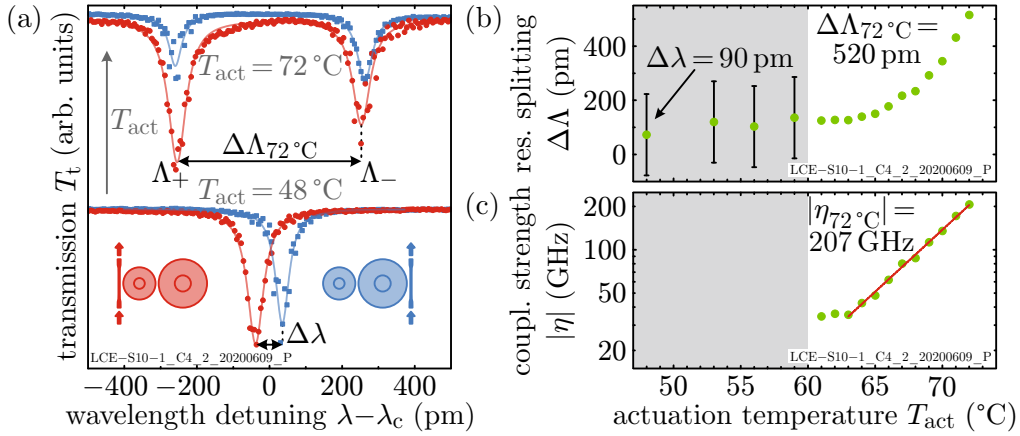 (a)
transmission T_t (arb. units)
T_act = 72 °C
T_act
ΔΛ_72 °C
Λ+
Λ−
T_act = 48 °C
Δλ
LCE−S10−1_C4_2_20200609_P
−400 −200 0 200 400
wavelength detuning λ−λ_c (pm)
(b)
res. splitting
ΔΛ (pm)
400
200
0
Δλ = 90 pm
ΔΛ_72 °C =
520 pm
LCE−S10−1_C4_2_20200609_P
(c)
coupl. strength
|η| (GHz)
200
100
50
20
|η_72 °C| =
207 GHz
LCE−S10−1_C4_2_20200609_P
50 55 60 65 70
actuation temperature T_act (°C)